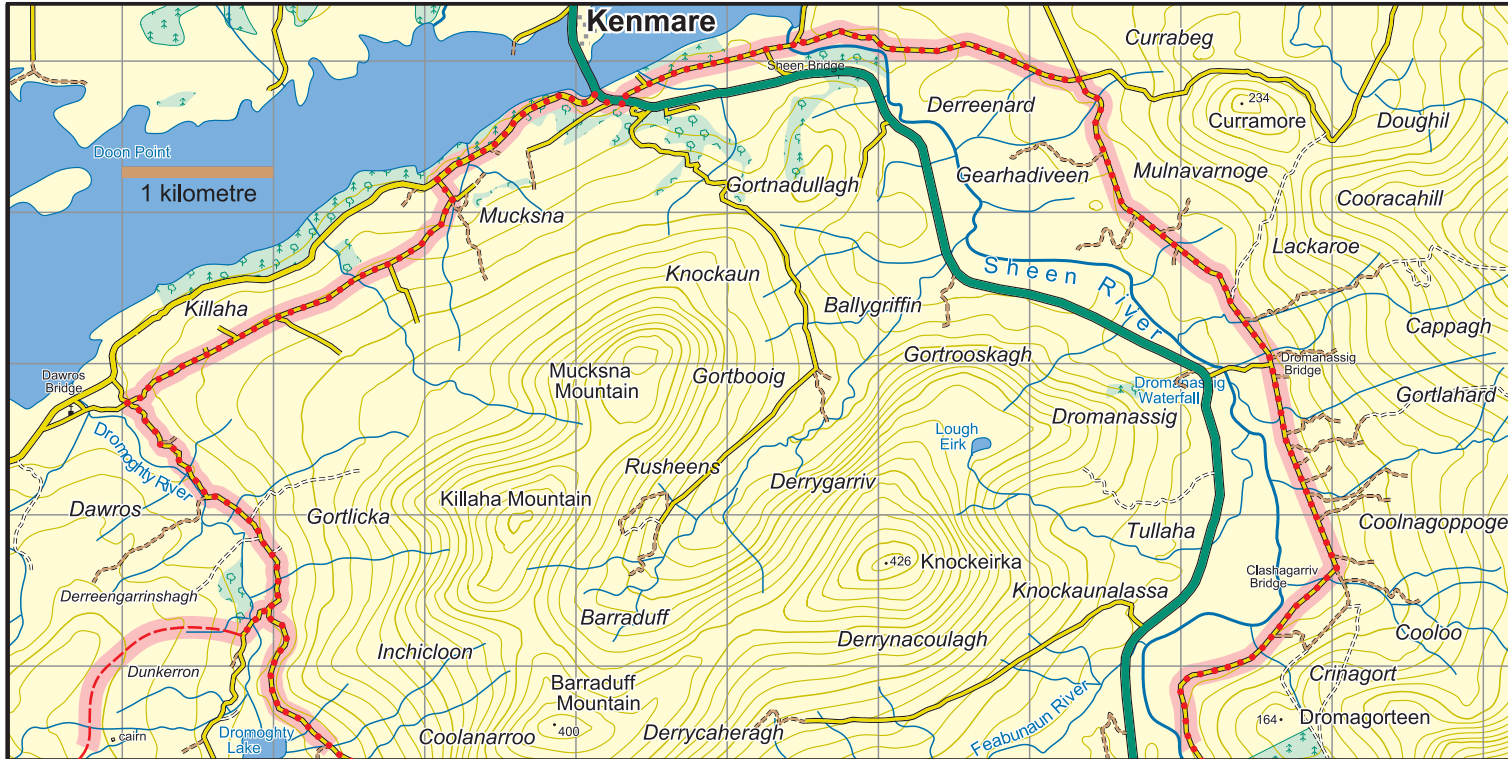 Kenmare
Currabeg
Sheen Bridge
234
Curramore
Derreenard
Doughil
Doon Point
1 kilometre
Gortnadullagh
Gearhadiveen
Mulnavarnoge
Cooracahill
Mucksna
Lackaroe
Knockaun
Sheen River
Killaha
Ballygriffin
Cappagh
Gortrooskagh
Dromanassig
Bridge
Dawros
Bridge
Mucksna
Mountain
Gortbooig
Dromanassig
Waterfall
Gortlahard
Dromanassig
Lough
Eirk
Dromoghty River
Rusheens
Derrygarriv
Killaha Mountain
Dawros
Gortlicka
Tullaha
Coolnagoppoge
426
Knockeirka
Clashagarriv
Bridge
Knockaunalassa
Derreengarrinshagh
Barraduff
Derrynacoulagh
Cooloo
Inchicloon
Dunkerron
Crinagort
Barraduff
Mountain
Feabunaun River
164
Dromagorteen
cairn
Dromoghty
Lake
Coolanarroo
400
Derrycaheragh